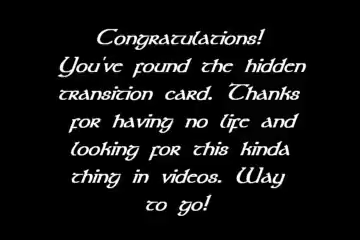 Congratulations!
You've found the hidden
transition card. Thanks
for having no life and
looking for this kinda
thing in videos. Way
to go!